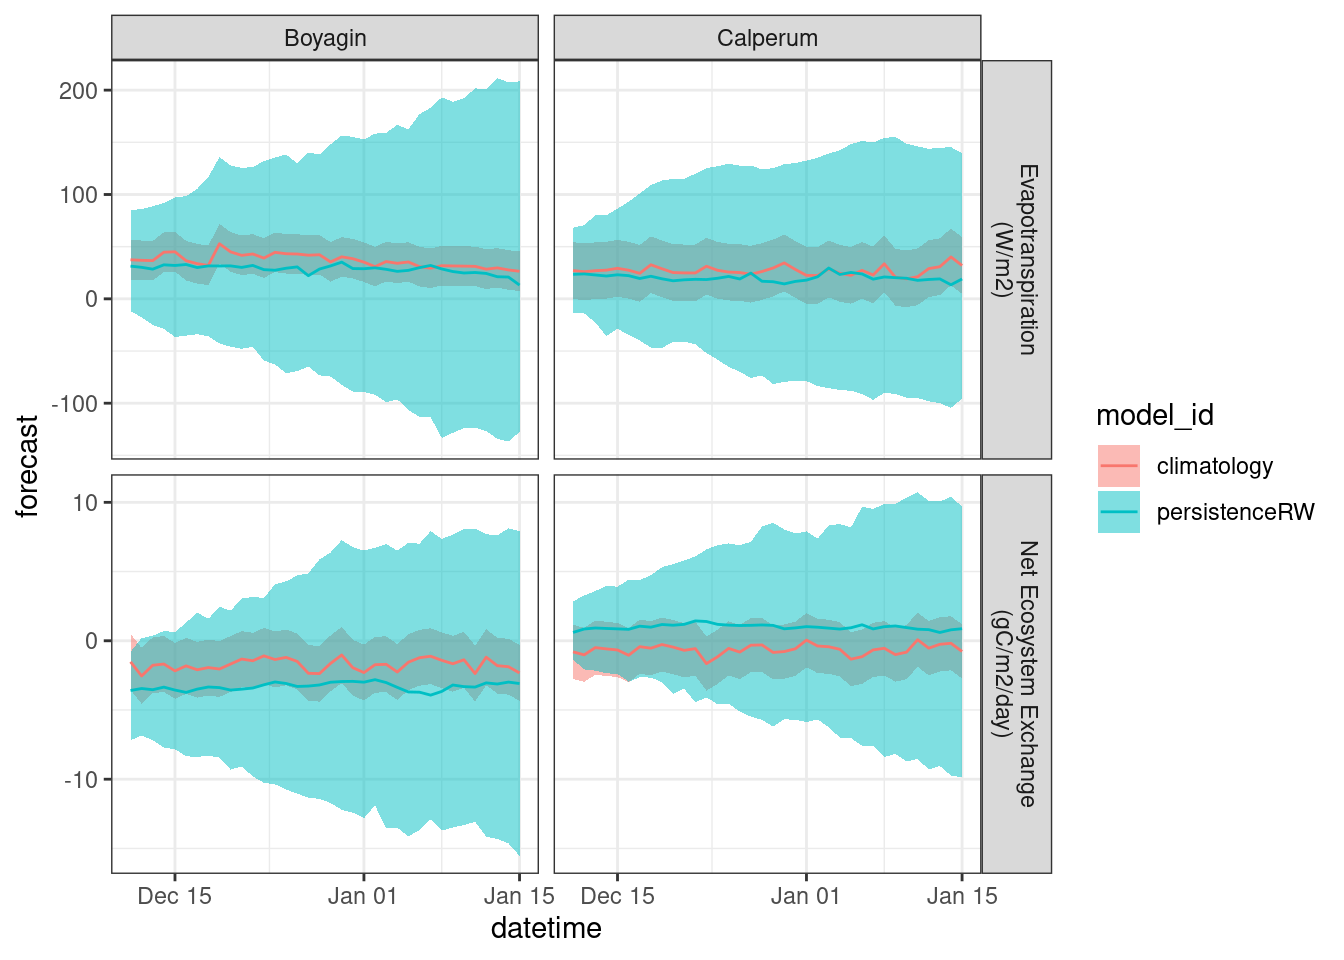 Boyagin
Calperum
200
100
0
-100
Evapotranspiration
(W/m2)
10
0
-10
Net Ecosystem Exchange
(gC/m2/day)
forecast
Dec 15
Jan 01
Jan 15
Dec 15
Jan 01
Jan 15
datetime
model_id
climatology
persistenceRW